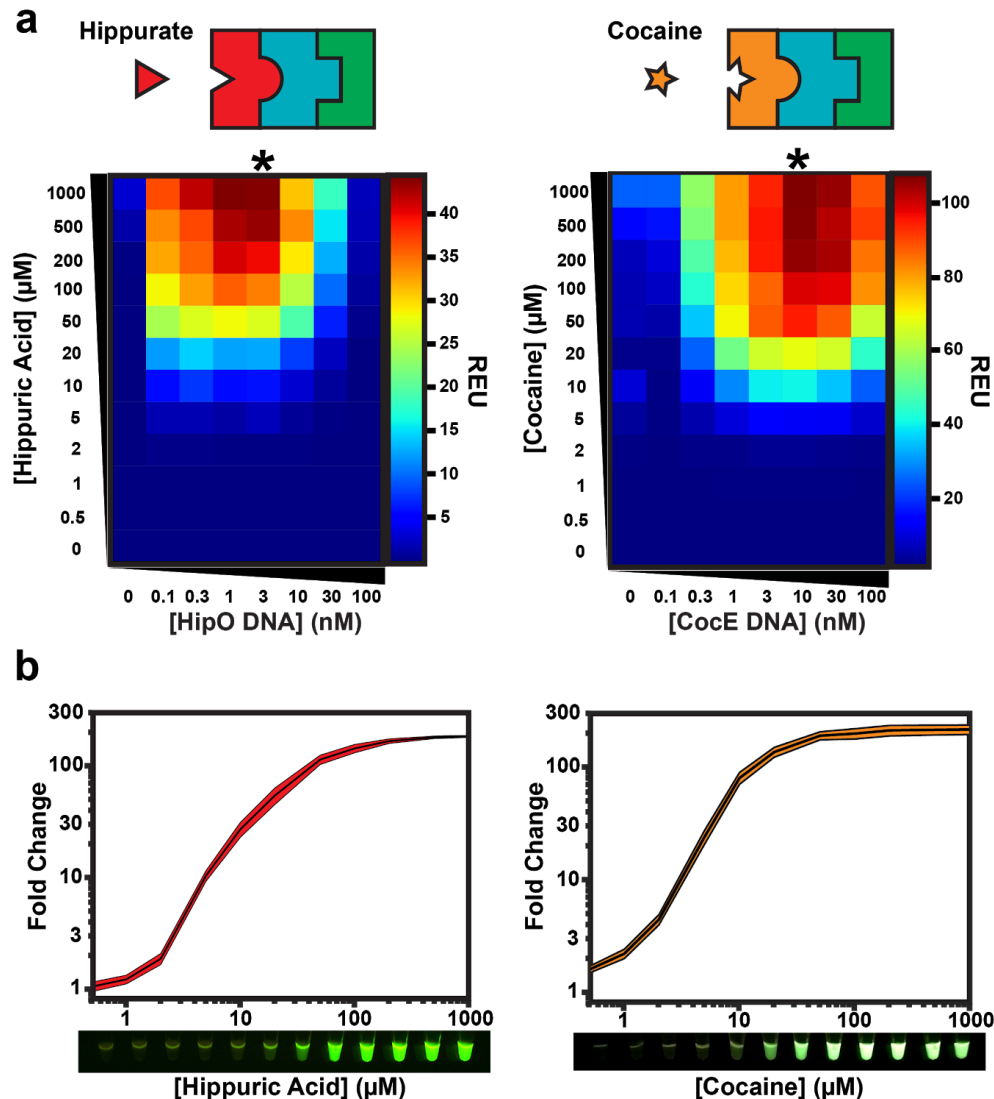 a
Hippurate
Cocaine
*
*
[Hippuric Acid] (µM)
1000
500
200
100
50
20
10
5
2
1
0.5
0
40
35
30
25
20
15
10
5
REU
0 0.1 0.3 1 3 10 30 100
[HipO DNA] (nM)
[Cocaine] (µM)
1000
500
200
100
50
20
10
5
2
1
0.5
0
100
80
60
40
20
REU
0 0.1 0.3 1 3 10 30 100
[CocE DNA] (nM)
b
Fold Change
300
100
30
10
3
1
1 10 100 1000
[Hippuric Acid] (µM)
Fold Change
300
100
30
10
3
1
1 10 100 1000
[Cocaine] (µM)